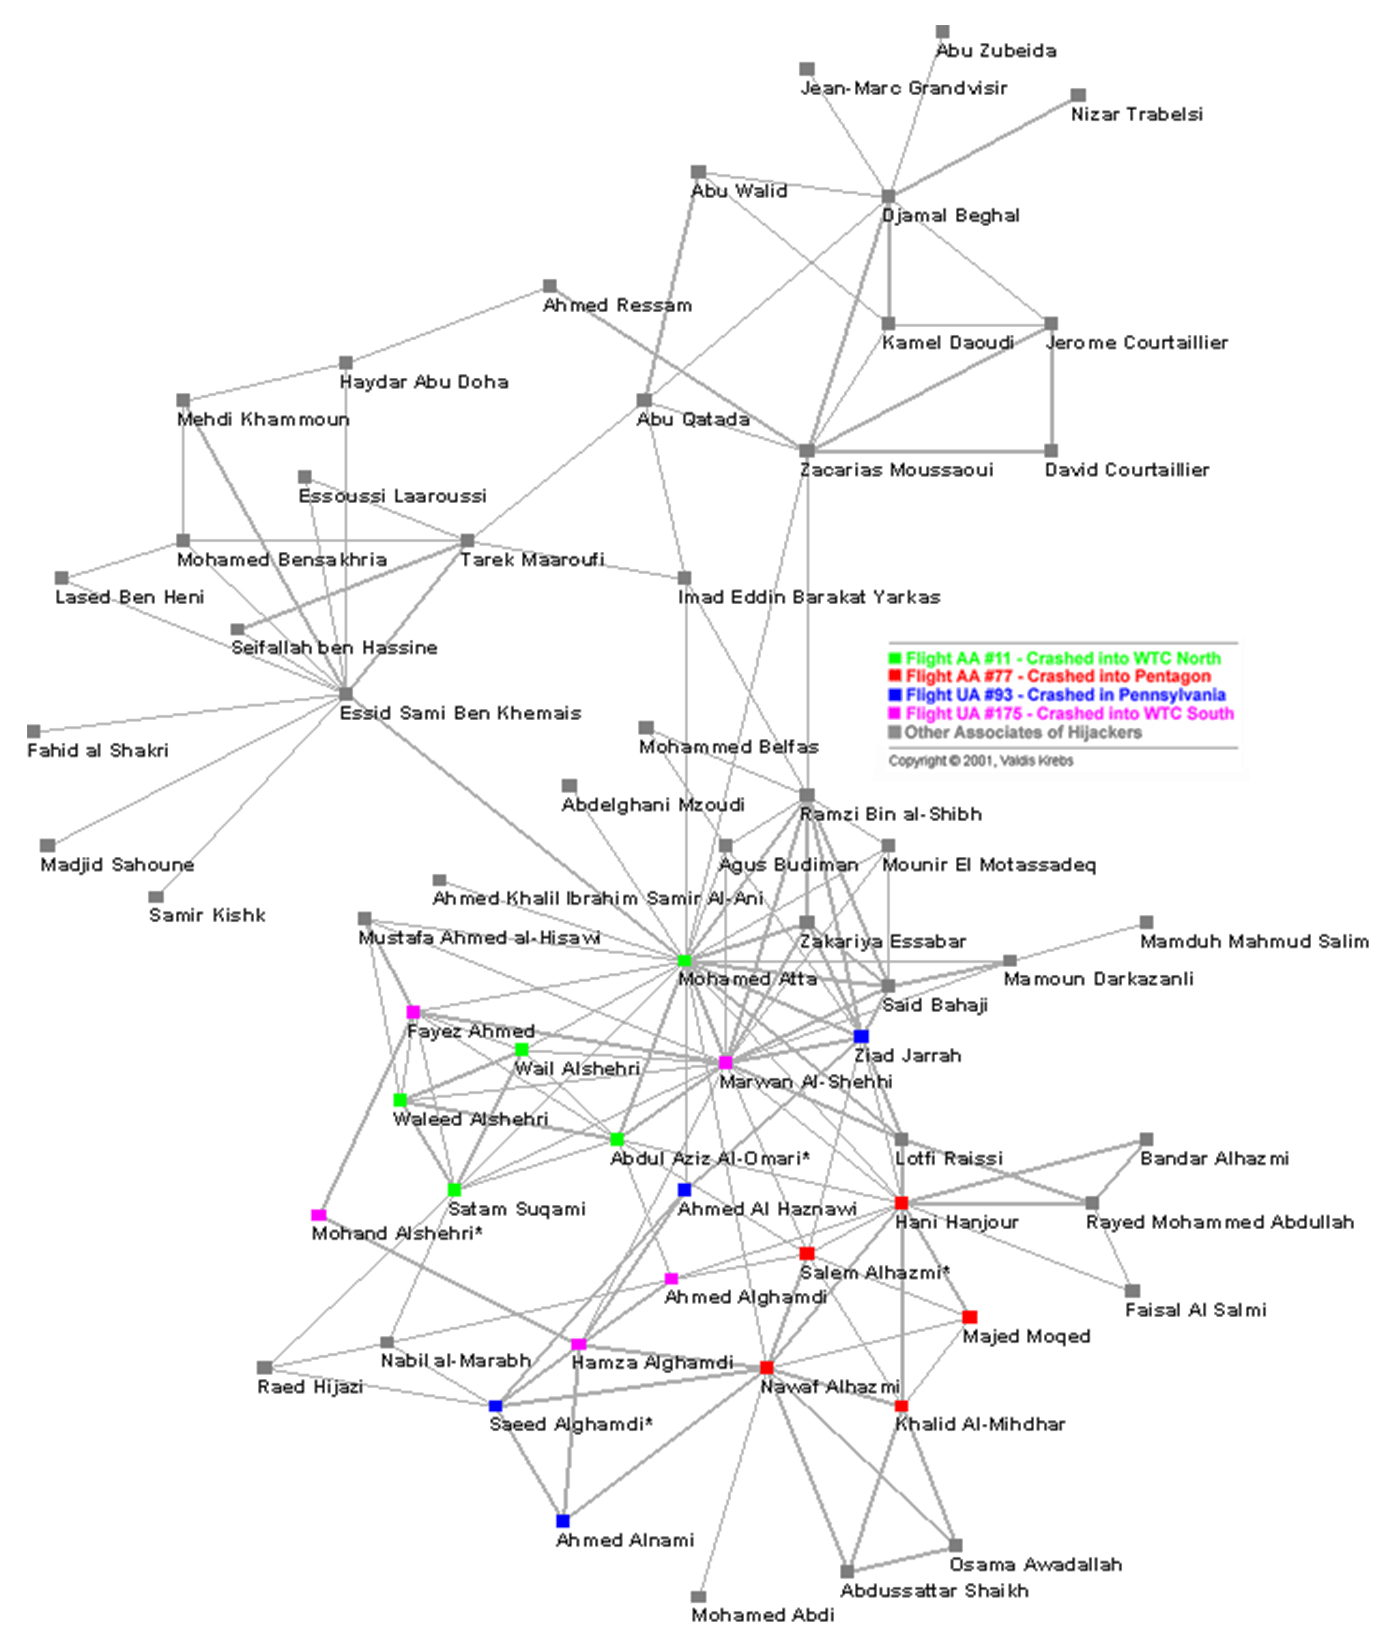 Abu Zubeida
Jean-Marc Grandvisir
Nizar Trabelsi
Abu Walid
Djamal Beghal
Ahmed Ressam
Kamel Daoudi
Jerome Courtaillier
Haydar Abu Doha
Mehdi Khammoun
Abu Qatada
Zacarias Moussaoui
David Courtaillier
Essoussi Laaroussi
Mohamed Bensakhria
Tarek Maaroufi
Lased Ben Heni
Imad Eddin Barakat Yarkas
Seifallah ben Hassine
Flight AA #11 - Crashed into WTC North
Flight AA #77 - Crashed into Pentagon
Flight UA #93 - Crashed in Pennsylvania
Flight UA #175 - Crashed into WTC South
Other Associates of Hijackers
Copyright © 2001, Valdis Krebs
Essid Sami Ben Khemais
Fahid al Shakri
Mohammed Belfas
Abdelghani Mzoudi
Ramzi Bin al-Shibh
Madjid Sahoune
Agus Budiman
Mounir El Motassadeq
Ahmed Khalil Ibrahim Samir Al-Ani
Samir Kishk
Mustafa Ahmed al-Hisawi
Zakariya Essabar
Mamduh Mahmud Salim
Mohamed Atta
Mamoun Darkazanli
Said Bahaji
Fayez Ahmed
Ziad Jarrah
Wail Alshehri
Marwan Al-Shehhi
Waleed Alshehri
Abdul Aziz Al-Omari*
Lotfi Raissi
Bandar Alhazmi
Satam Suqami
Ahmed Al Haznawi
Hani Hanjour
Rayed Mohammed Abdullah
Mohand Alshehri*
Salem Alhazmi*
Ahmed Alghamdi
Faisal Al Salmi
Majed Moqed
Nabil al-Marabh
Hamza Alghamdi
Raed Hijazi
Nawaf Alhazmi
Saeed Alghamdi*
Khalid Al-Mihdhar
Ahmed Alnami
Osama Awadallah
Abdussattar Shaikh
Mohamed Abdi